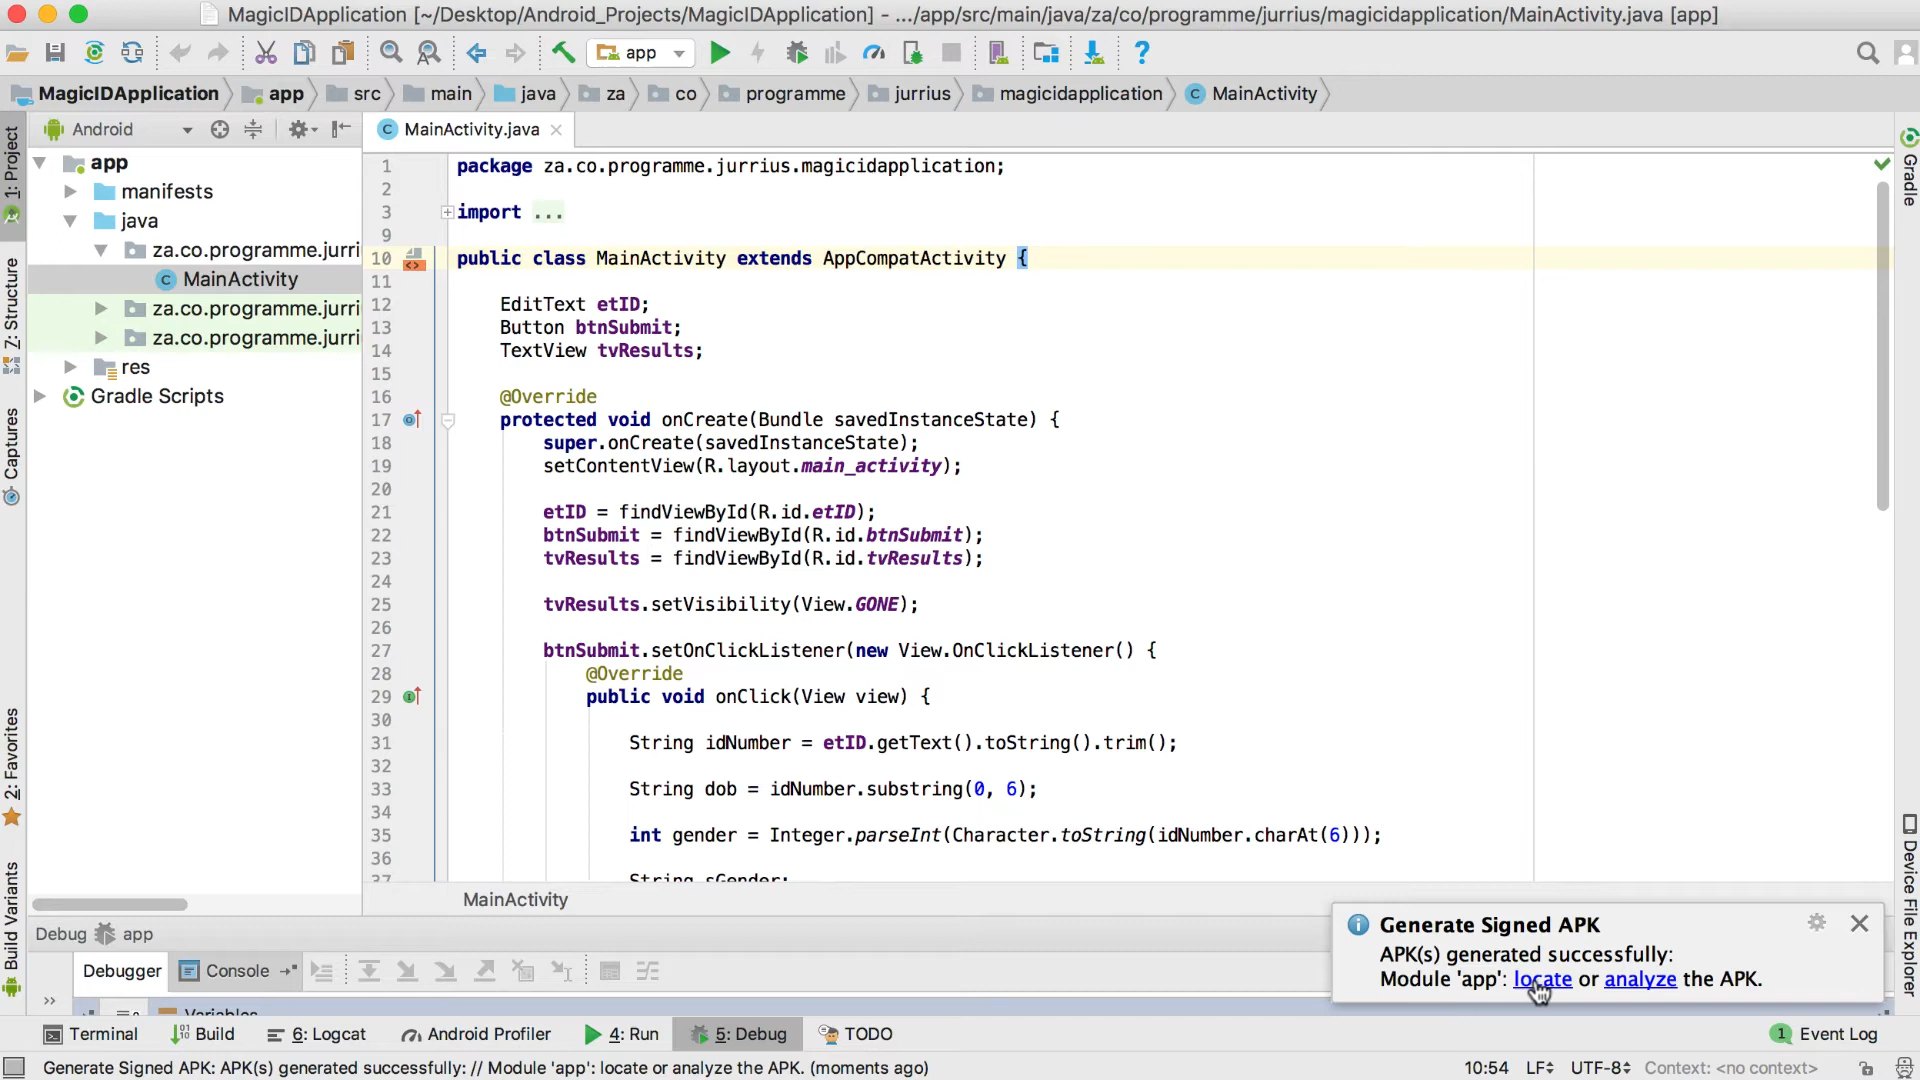 MagicIDApplication [~/Desktop/Android_Projects/MagicIDApplication] - .../app/src/main/java/za/co/programme/jurrius/magicidapplication/MainActivity.java [app]
app
MagicIDApplication app src main java za co programme jurrius magicidapplication MainActivity
Android
MainActivity.java
1: Project
7: Structure
Captures
2: Favorites
Build Variants
app
manifests
java
za.co.programme.jurri
MainActivity
za.co.programme.jurri
za.co.programme.jurri
res
Gradle Scripts
1 package za.co.programme.jurrius.magicidapplication;
2
3 import ...
9
10 public class MainActivity extends AppCompatActivity {
11
12 EditText etID;
13 Button btnSubmit;
14 TextView tvResults;
15
16 @Override
17 protected void onCreate(Bundle savedInstanceState) {
18 super.onCreate(savedInstanceState);
19 setContentView(R.layout.main_activity);
20
21 etID = findViewById(R.id.etID);
22 btnSubmit = findViewById(R.id.btnSubmit);
23 tvResults = findViewById(R.id.tvResults);
24
25 tvResults.setVisibility(View.GONE);
26
27 btnSubmit.setOnClickListener(new View.OnClickListener() {
28 @Override
29 public void onClick(View view) {
30
31 String idNumber = etID.getText().toString().trim();
32
33 String dob = idNumber.substring(0, 6);
34
35 int gender = Integer.parseInt(Character.toString(idNumber.charAt(6)));
36
37 String sGender;
MainActivity
Gradle
Device File Explorer
Debug app
Debugger Console
Variables
Generate Signed APK
APK(s) generated successfully:
Module 'app': locate or analyze the APK.
Terminal Build 6: Logcat Android Profiler 4: Run 5: Debug TODO 1 Event Log
Generate Signed APK: APK(s) generated successfully: // Module 'app': locate or analyze the APK. (moments ago) 10:54 LF UTF-8 Context: <no context>